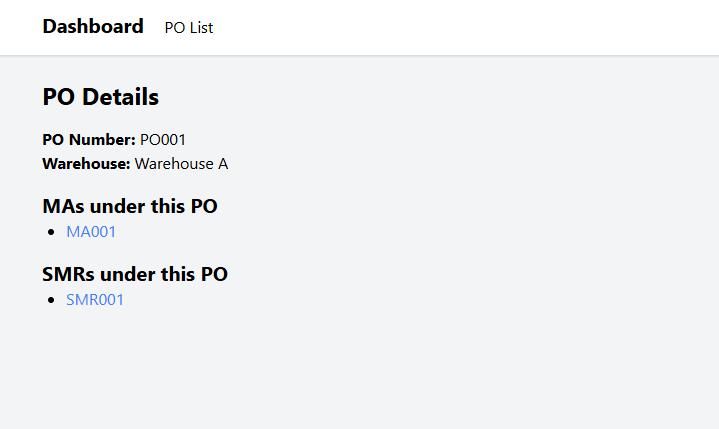 Dashboard PO List
PO Details
PO Number: PO001
Warehouse: Warehouse A
MAs under this PO
• MA001
SMRs under this PO
• SMR001